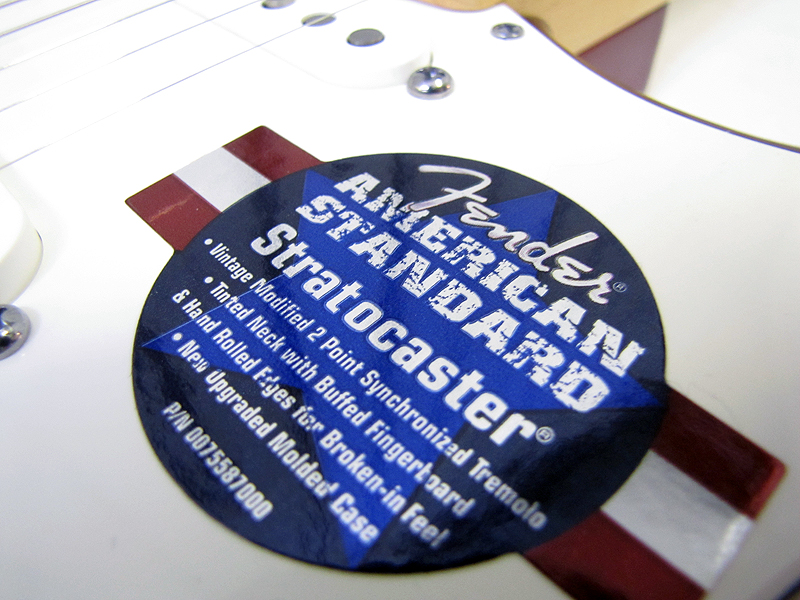 Fender®
AMERICAN
STANDARD
Stratocaster®
• Vintage Modified 2 Point Synchronized Tremolo
• Tinted Neck with Buffed Fingerboard
& Hand Rolled Edges for Broken-in Feel
• New Upgraded Molded Case
P/N 0075587000